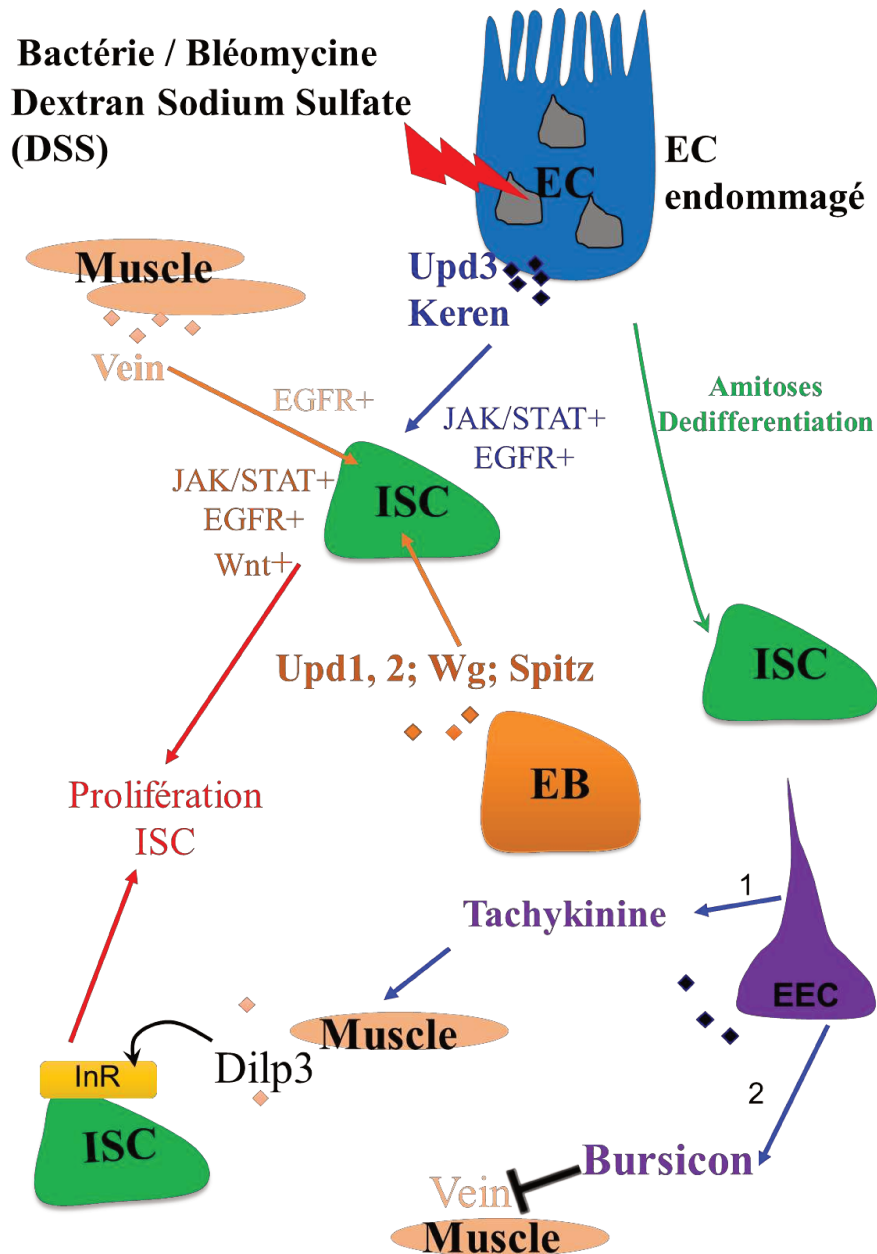 Bactérie / Bléomycine
Dextran Sodium Sulfate
(DSS)
EC
EC
endommagé
Muscle
Upd3
Keren
Vein
EGFR+
JAK/STAT+
EGFR+
Amitoses
Dedifferentiation
JAK/STAT+
EGFR+
Wnt+
ISC
Upd1, 2; Wg; Spitz
ISC
EB
Prolifération
ISC
1
Tachykinine
EEC
Muscle
Dilp3
InR
ISC
2
Bursicon
Vein
Muscle